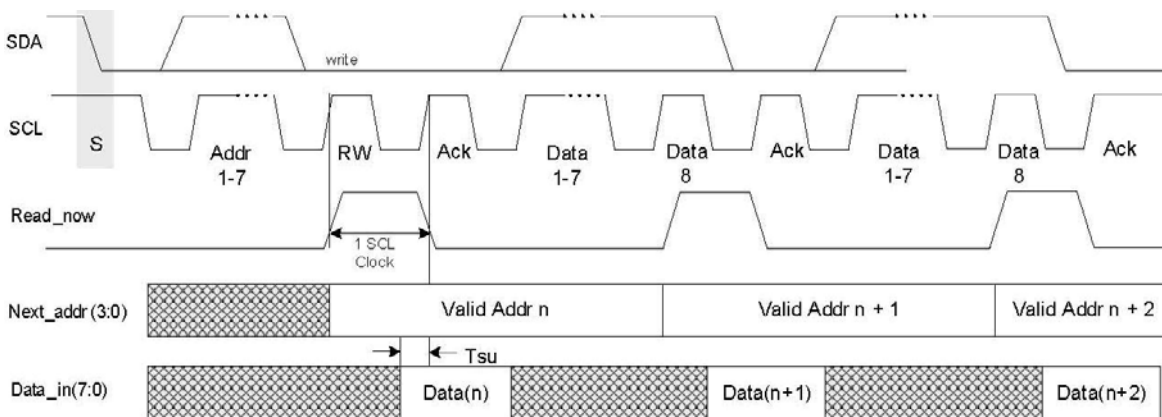 SDA
write
SCL
S
Addr 1-7
RW
Ack
Data 1-7
Data 8
Ack
Data 1-7
Data 8
Ack
Read_now
1 SCL Clock
Next_addr(3:0)
Valid Addr n
Valid Addr n + 1
Valid Addr n + 2
Tsu
Data_in(7:0)
Data(n)
Data(n+1)
Data(n+2)